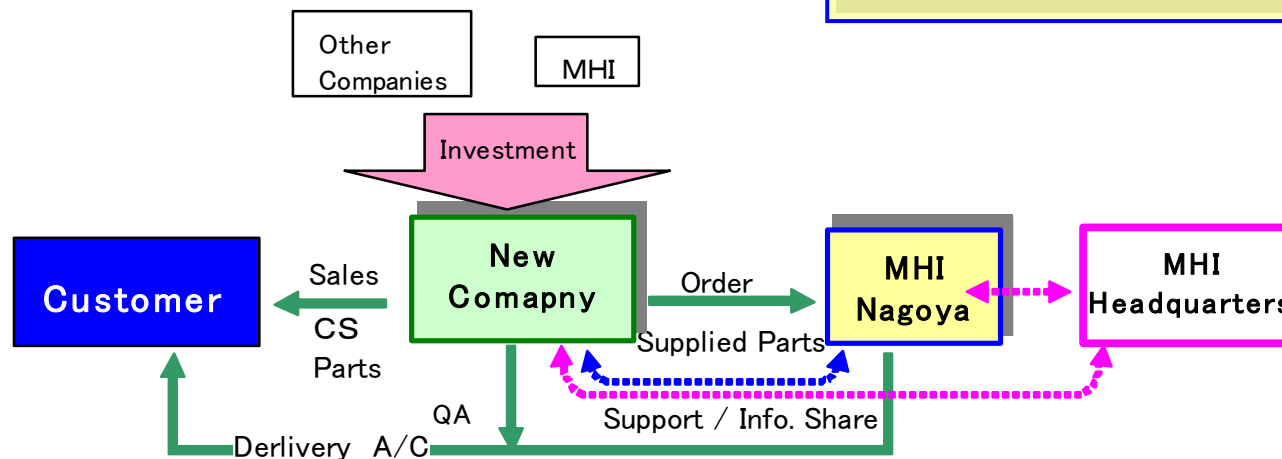 Other
Companies
MHI
Investment
Customer
Sales
CS
Parts
New
Comapny
Order
MHI
Nagoya
MHI
Headquarters
Supplied Parts
QA
Support / Info. Share
Derlivery A/C